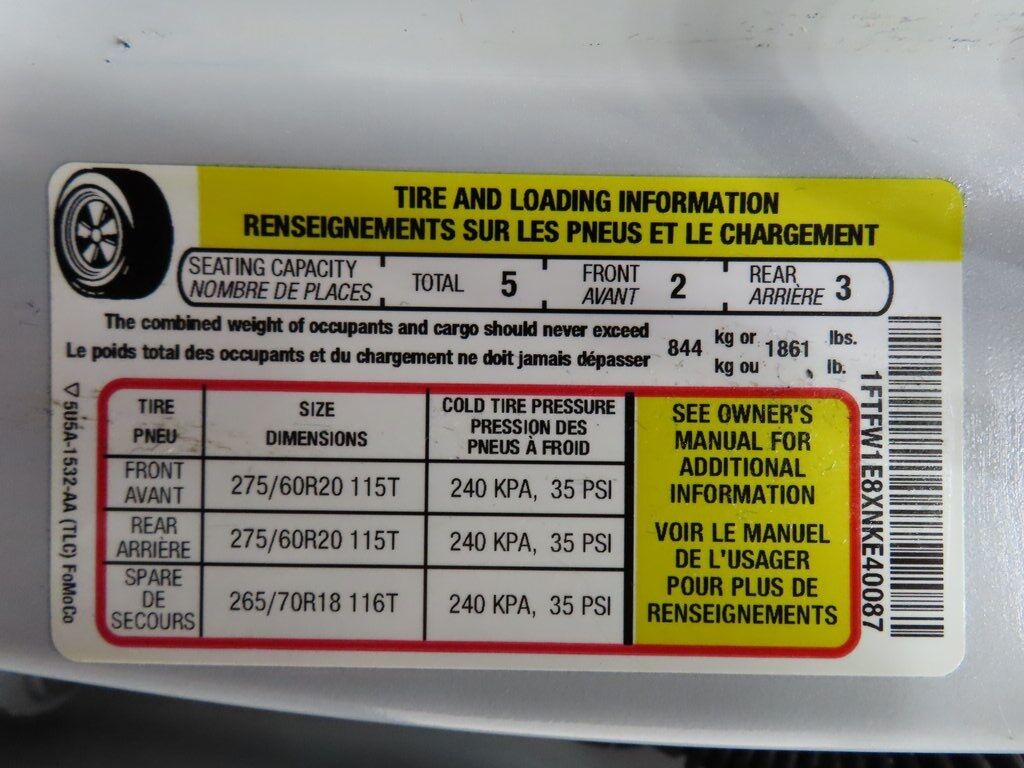 TIRE AND LOADING INFORMATION
RENSEIGNEMENTS SUR LES PNEUS ET LE CHARGEMENT
SEATING CAPACITY
NOMBRE DE PLACES
TOTAL 5
FRONT
AVANT 2
REAR
ARRIÈRE 3
The combined weight of occupants and cargo should never exceed 844 kg or 1861 lbs.
Le poids total des occupants et du chargement ne doit jamais dépasser kg ou lb.
TIRE
PNEU
SIZE
DIMENSIONS
COLD TIRE PRESSURE
PRESSION DES
PNEUS À FROID
FRONT
AVANT
275/60R20 115T
240 KPA, 35 PSI
REAR
ARRIÈRE
275/60R20 115T
240 KPA, 35 PSI
SPARE
DE
SECOURS
265/70R18 116T
240 KPA, 35 PSI
SEE OWNER'S
MANUAL FOR
ADDITIONAL
INFORMATION
VOIR LE MANUEL
DE L'USAGER
POUR PLUS DE
RENSEIGNEMENTS
1FTFW1E8XNKE40087
5U5A-1532-AA (TLC) FoMoCo